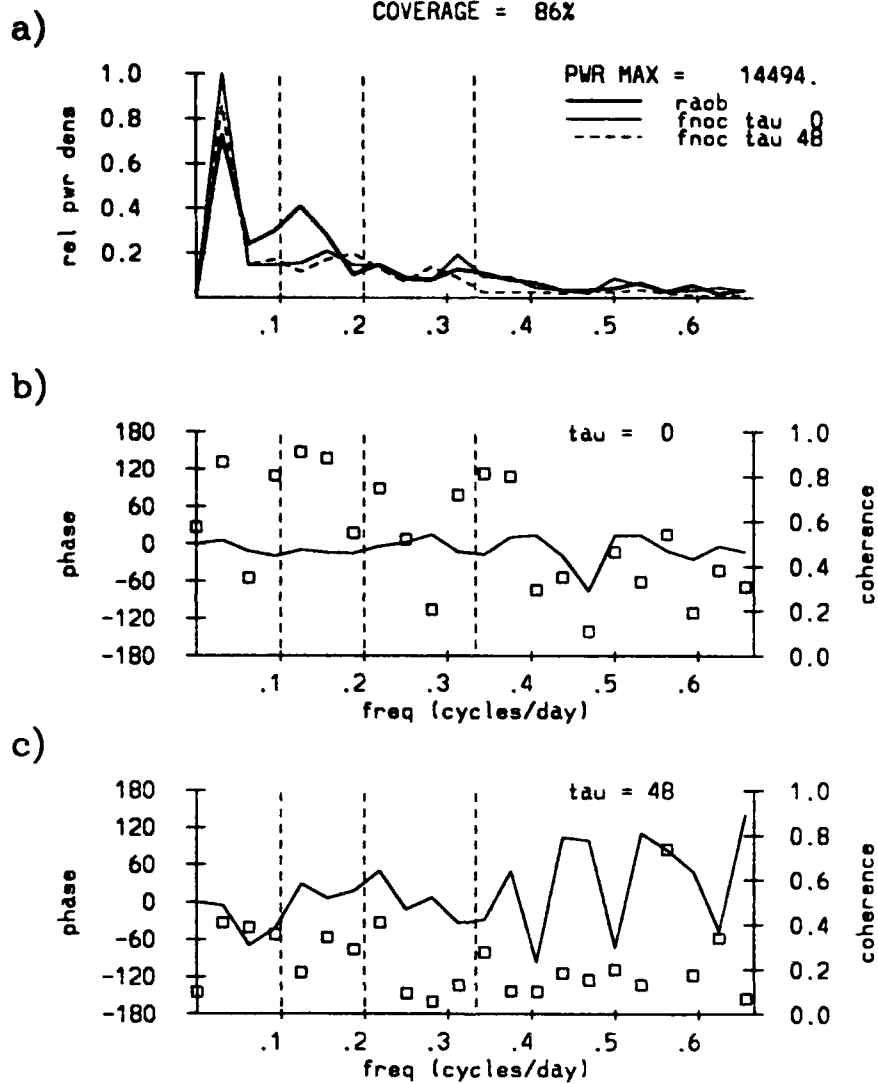 COVERAGE = 86%
a)
PWR MAX = 14494.
raob
fnoc tau 0
fnoc tau 48
rel pwr dens
1.0
0.8
0.6
0.4
0.2
.1 .2 .3 .4 .5 .6
b)
tau = 0
phase
180
120
60
0
-60
-120
-180
coherence
1.0
0.8
0.6
0.4
0.2
0.0
.1 .2 .3 .4 .5 .6
freq (cycles/day)
c)
tau = 48
phase
180
120
60
0
-60
-120
-180
coherence
1.0
0.8
0.6
0.4
0.2
0.0
.1 .2 .3 .4 .5 .6
freq (cycles/day)